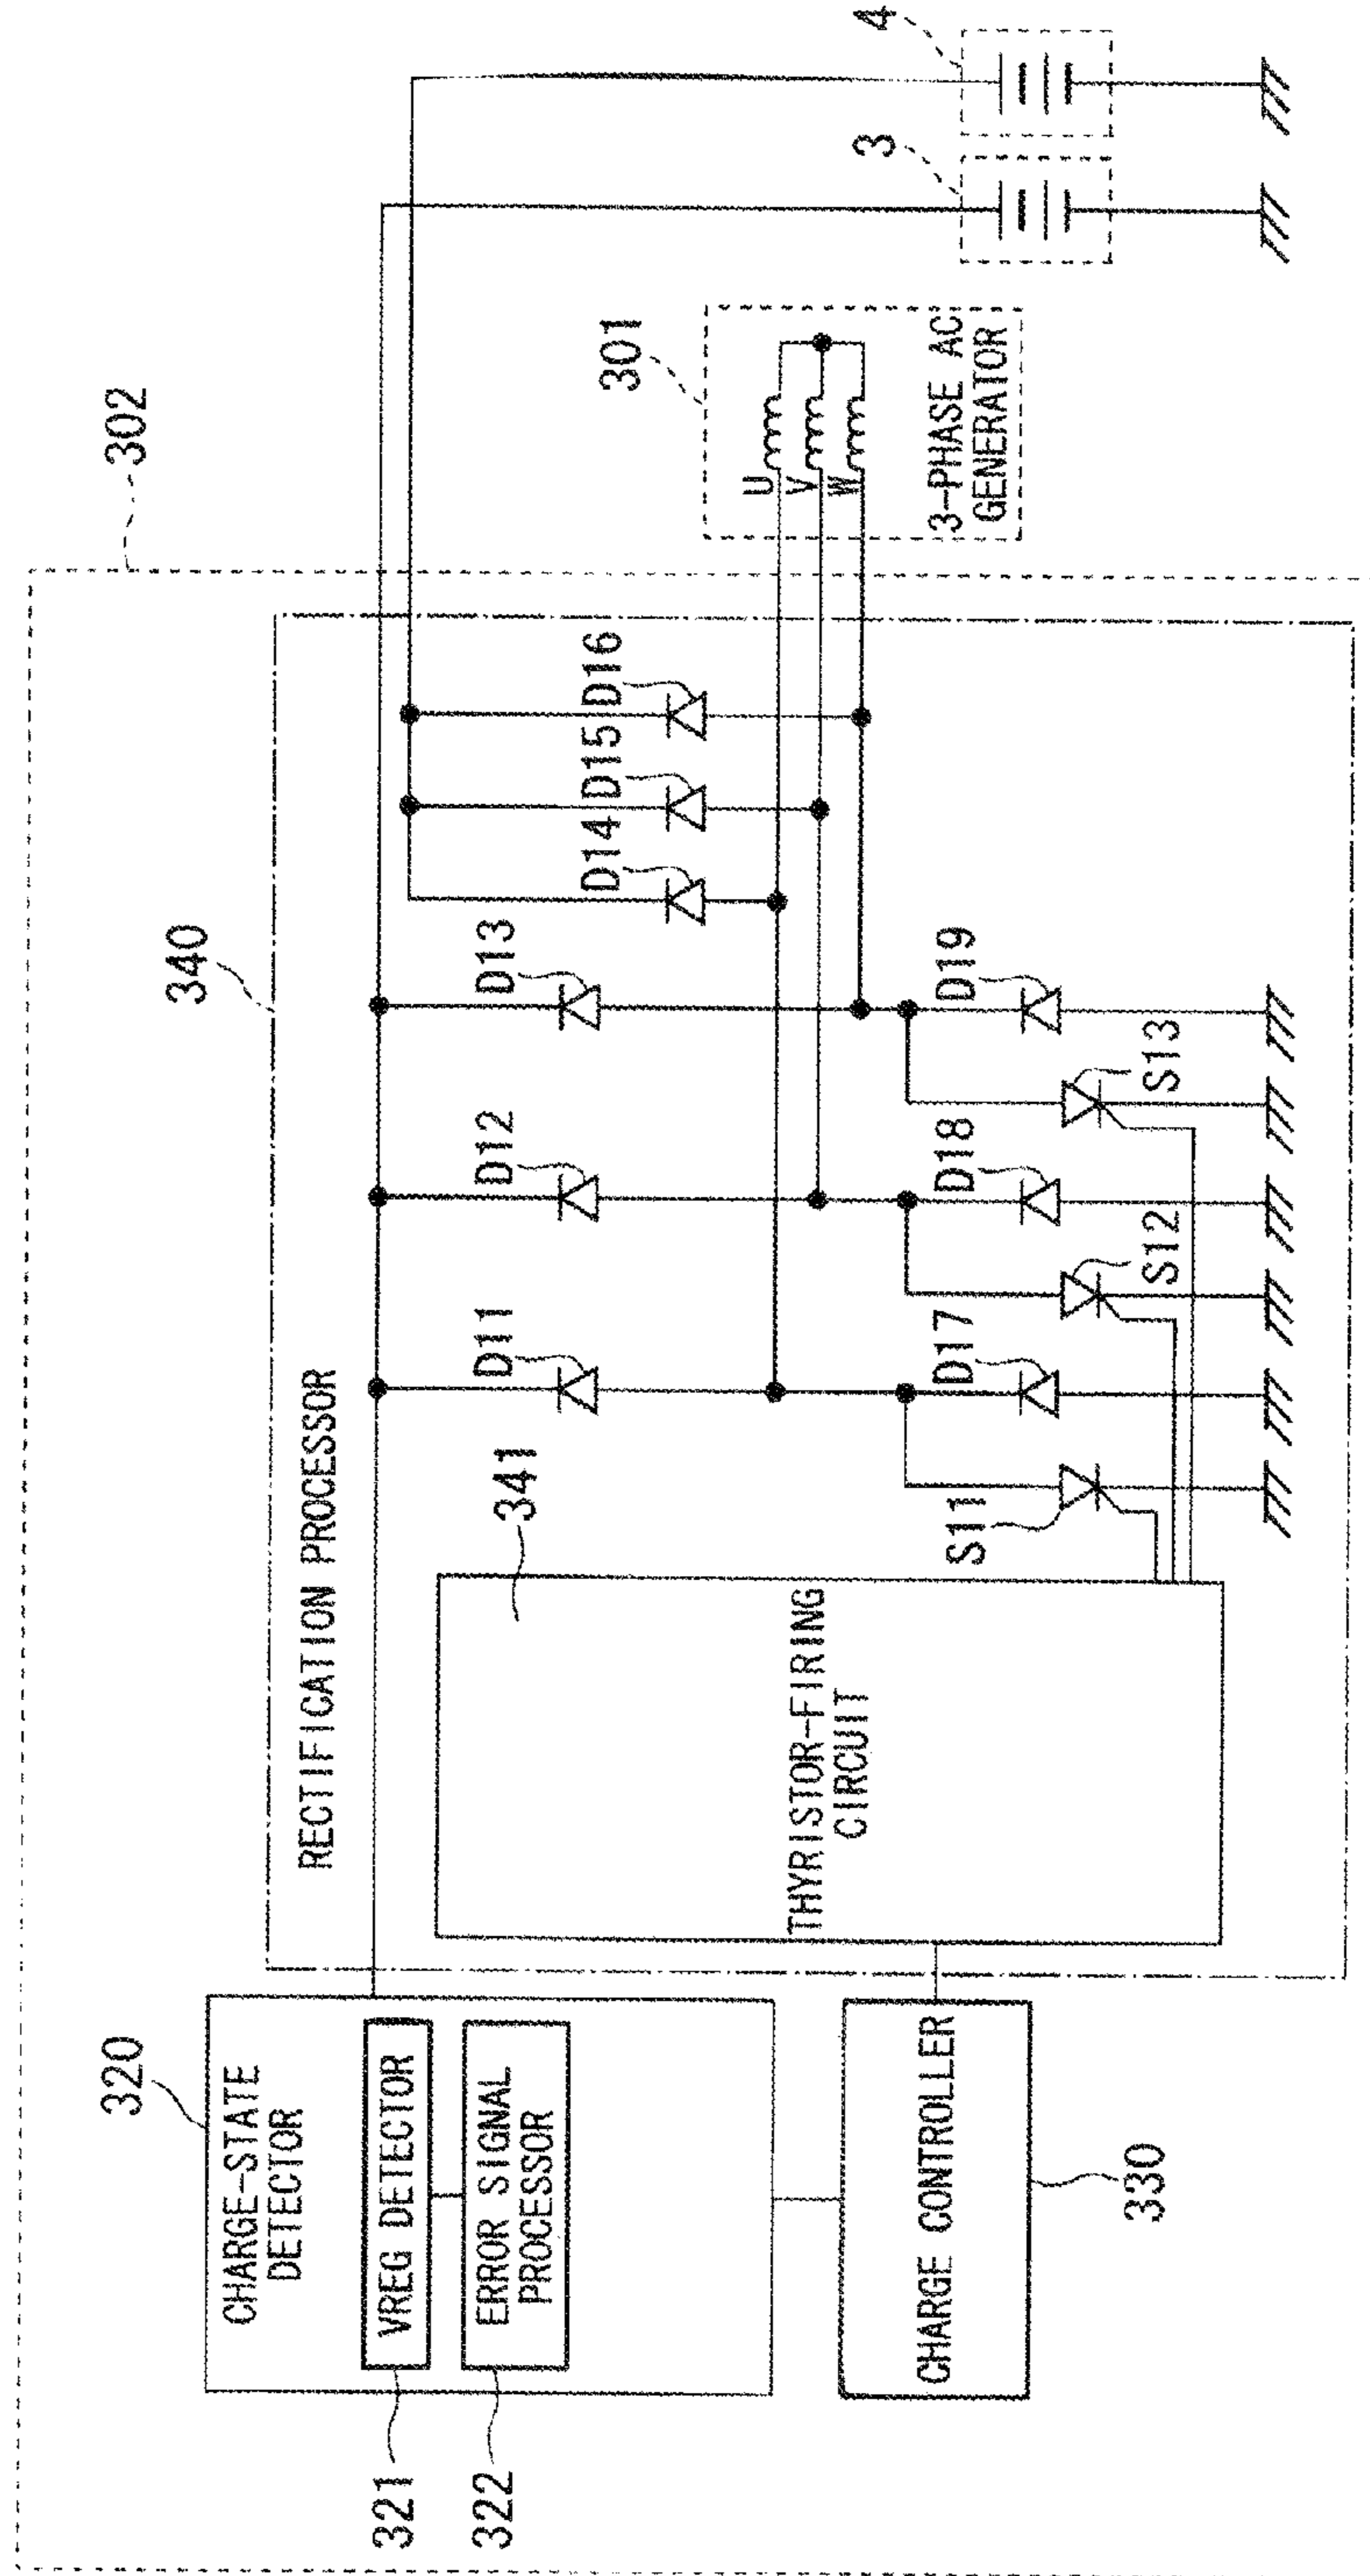 302
340
320
CHARGE-STATE
DETECTOR
321
VREG DETECTOR
322
ERROR SIGNAL
PROCESSOR
CHARGE CONTROLLER
330
RECTIFICATION PROCESSOR
341
THYRISTOR-FIRING
CIRCUIT
D11
D12
D13
D14
D15
D16
S11
D17
S12
D18
S13
D19
301
U
V
W
3-PHASE AC
GENERATOR
3
4